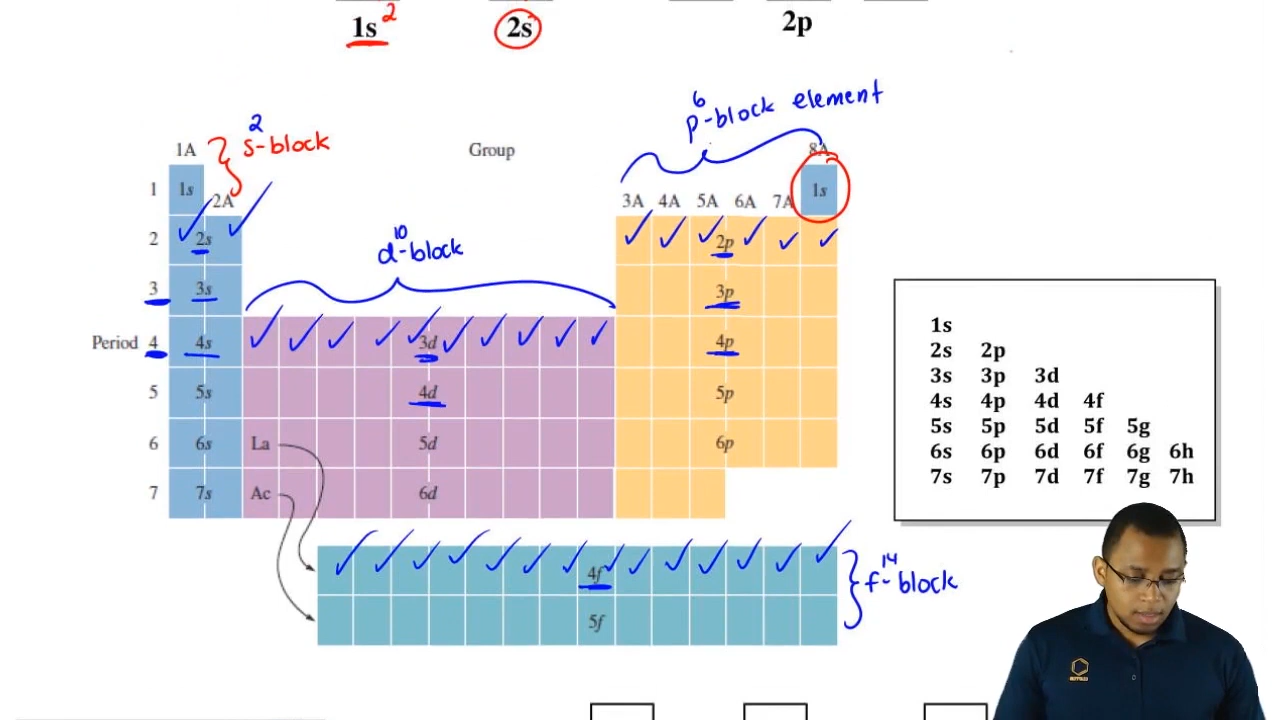 1s²
2s
2p
6
p-block element
2
s-block
1A
Group
8A
1
1s
1s
2A
3A 4A 5A 6A 7A
10
d-block
2
2s
2p
3
3s
3p
Period 4
4s
3d
4p
5
5s
4d
5p
6
6s
La
5d
6p
7
7s
Ac
6d
4f
14
f-block
5f
1s
2s 2p
3s 3p 3d
4s 4p 4d 4f
5s 5p 5d 5f 5g
6s 6p 6d 6f 6g 6h
7s 7p 7d 7f 7g 7h